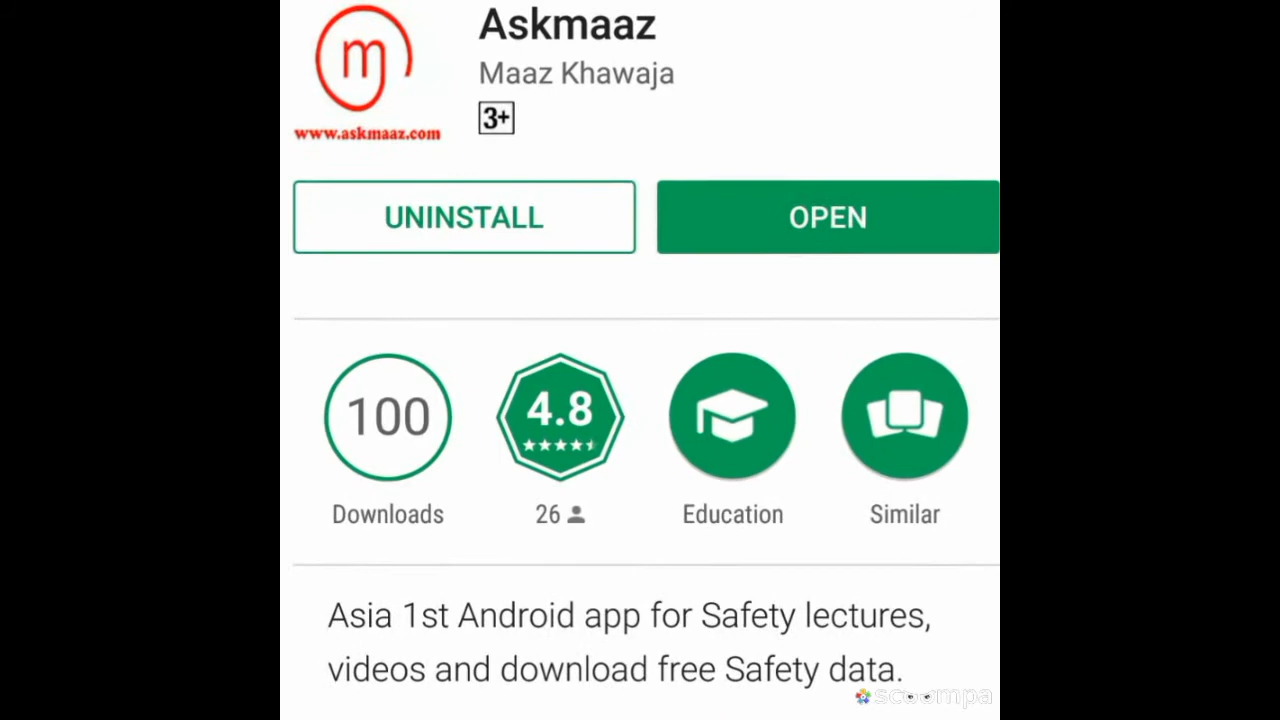 Askmaaz
Maaz Khawaja
3+
m
www.askmaaz.com
UNINSTALL
OPEN
100
4.8
Downloads
26
Education
Similar
Asia 1st Android app for Safety lectures,
videos and download free Safety data.
scoompa